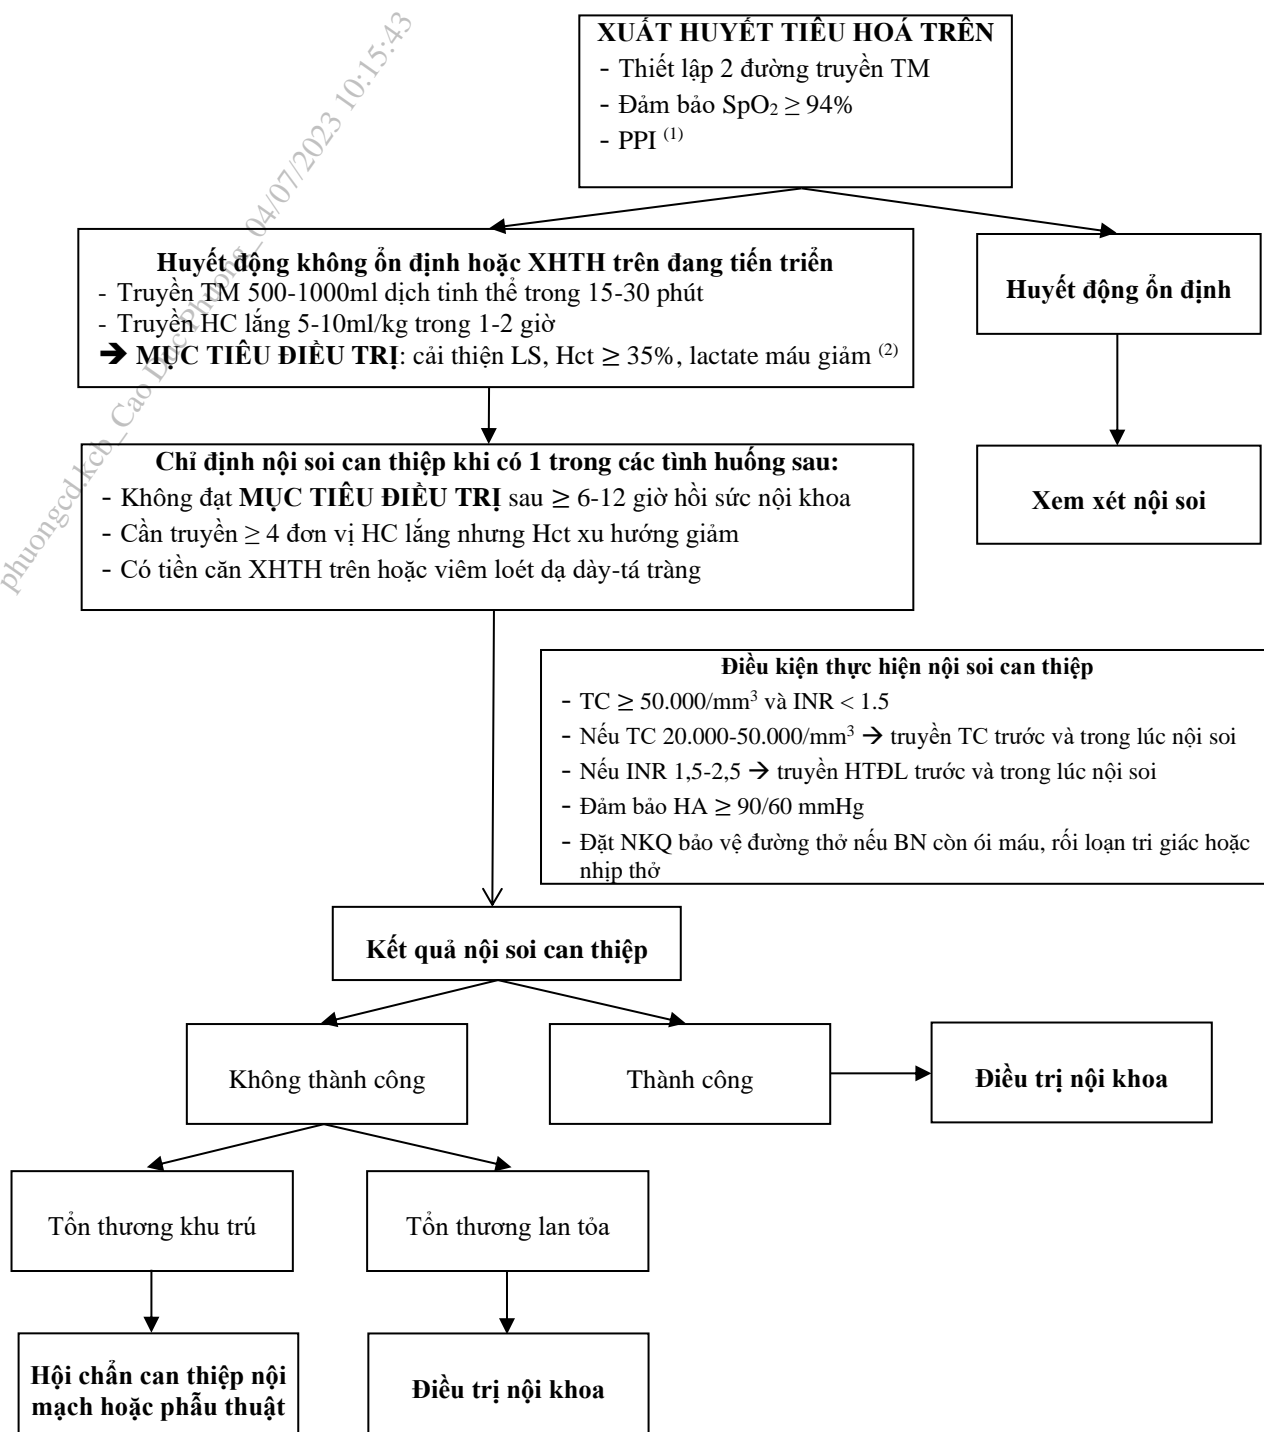 phuongcd.kcb_Cao Đức Phương_04/07/2023 10:15:43
XUẤT HUYẾT TIÊU HOÁ TRÊN
- Thiết lập 2 đường truyền TM
- Đảm bảo SpO₂ ≥ 94%
- PPI ⁽¹⁾
Huyết động không ổn định hoặc XHTH trên đang tiến triển
- Truyền TM 500-1000ml dịch tinh thể trong 15-30 phút
- Truyền HC lắng 5-10ml/kg trong 1-2 giờ
➔ MỤC TIÊU ĐIỀU TRỊ: cải thiện LS, Hct ≥ 35%, lactate máu giảm ⁽²⁾
Huyết động ổn định
Chỉ định nội soi can thiệp khi có 1 trong các tình huống sau:
- Không đạt MỤC TIÊU ĐIỀU TRỊ sau ≥ 6-12 giờ hồi sức nội khoa
- Cần truyền ≥ 4 đơn vị HC lắng nhưng Hct xu hướng giảm
- Có tiền căn XHTH trên hoặc viêm loét dạ dày-tá tràng
Xem xét nội soi
Điều kiện thực hiện nội soi can thiệp
- TC ≥ 50.000/mm³ và INR < 1.5
- Nếu TC 20.000-50.000/mm³ → truyền TC trước và trong lúc nội soi
- Nếu INR 1,5-2,5 → truyền HTĐL trước và trong lúc nội soi
- Đảm bảo HA ≥ 90/60 mmHg
- Đặt NKQ bảo vệ đường thở nếu BN còn ói máu, rối loạn tri giác hoặc
nhịp thở
Kết quả nội soi can thiệp
Không thành công
Thành công
Điều trị nội khoa
Tổn thương khu trú
Tổn thương lan tỏa
Hội chẩn can thiệp nội
mạch hoặc phẫu thuật
Điều trị nội khoa